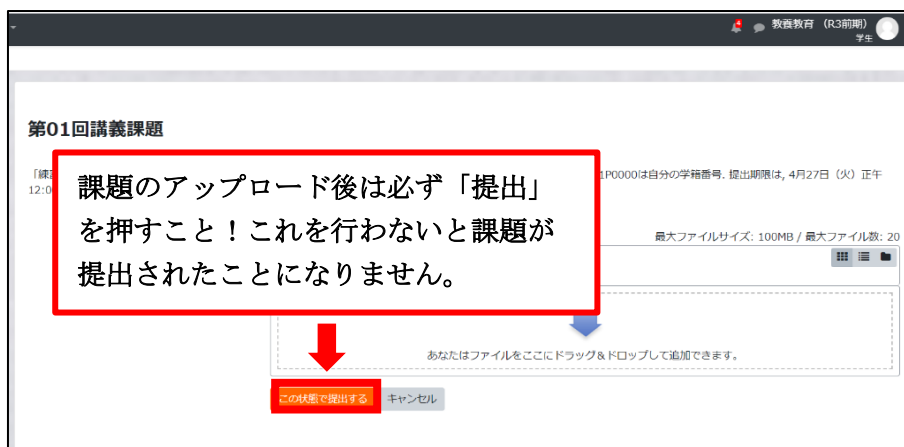 教養教育 (R3前期)
学生
第01回講義課題
1P0000は自分の学籍番号. 提出期限は, 4月27日（火）正午
12:0
課題のアップロード後は必ず「提出」
を押すこと！これを行わないと課題が
提出されたことになりません。
最大ファイルサイズ: 100MB / 最大ファイル数: 20
あなたはファイルをここにドラッグ＆ドロップして追加できます。
この状態で提出する キャンセル